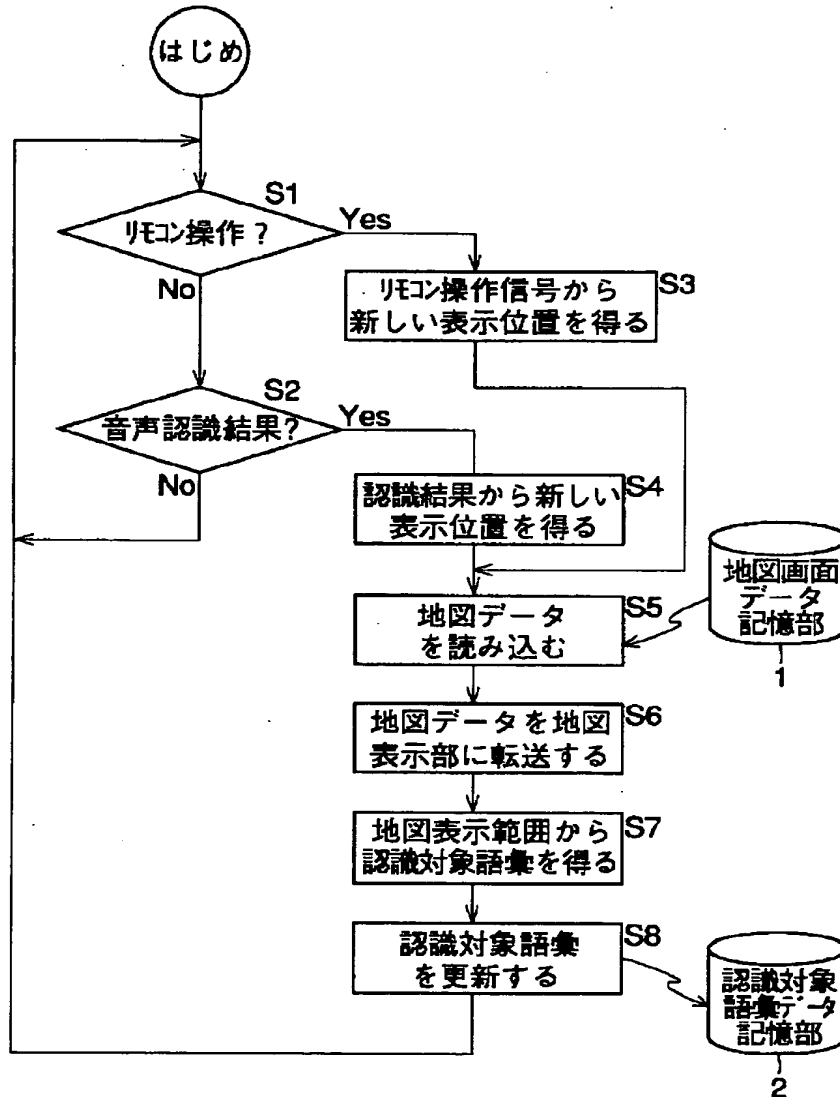 はじめ
S1
リモコン操作?
Yes
No
S3
リモコン操作信号から
新しい表示位置を得る
S2
音声認識結果?
Yes
No
S4
認識結果から新しい
表示位置を得る
S5
地図データ
を読み込む
地図画面
データ
記憶部
1
S6
地図データを地図
表示部に転送する
S7
地図表示範囲から
認識対象語彙を得る
S8
認識対象語彙
を更新する
認識対象
語彙データ
記憶部
2